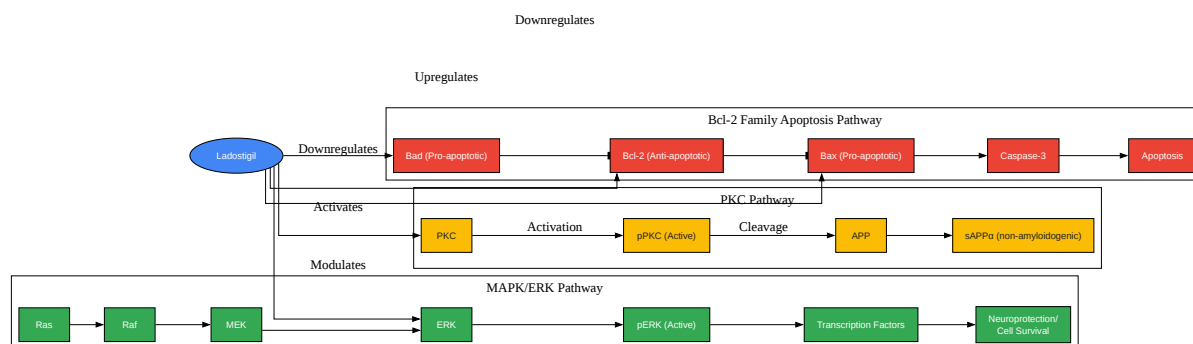 Downregulates
Upregulates
Bcl-2 Family Apoptosis Pathway
Ladostigil
Downregulates
Bad (Pro-apoptotic)
Bcl-2 (Anti-apoptotic)
Bax (Pro-apoptotic)
Caspase-3
Apoptosis
Activates
PKC Pathway
PKC
Activation
pPKC (Active)
Cleavage
APP
sAPPα (non-amyloidogenic)
Modulates
MAPK/ERK Pathway
Ras
Raf
MEK
ERK
pERK (Active)
Transcription Factors
Neuroprotection/
Cell Survival